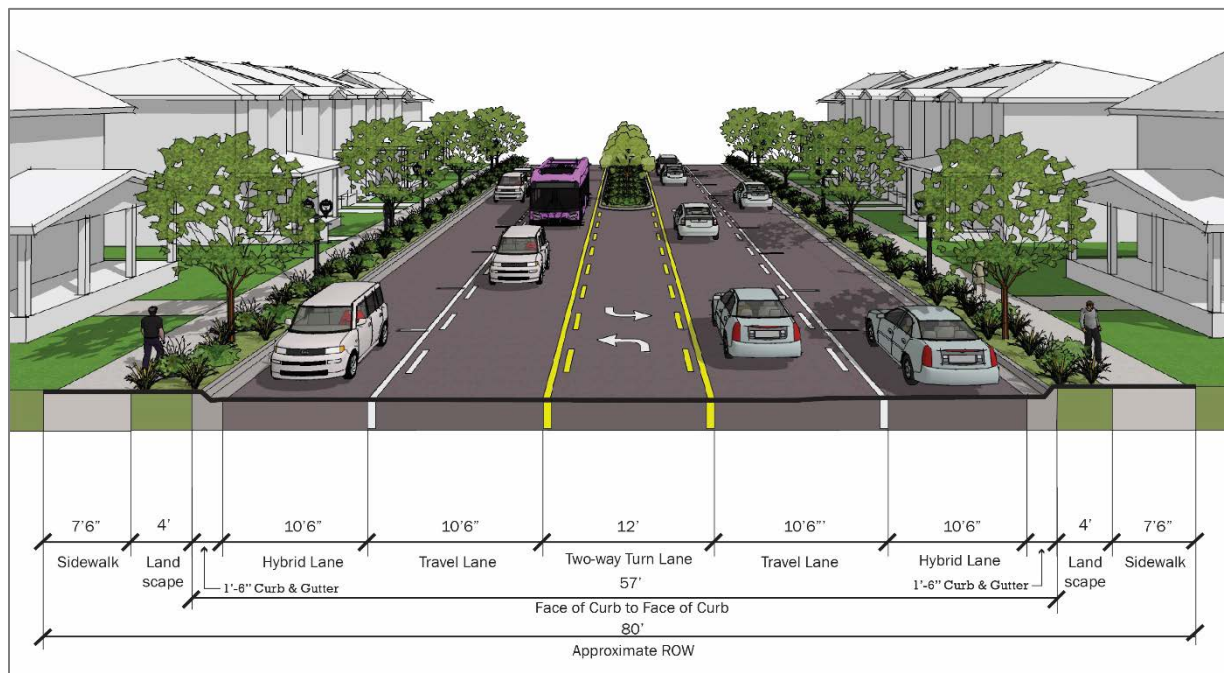 7’6” 4’ 10’6” 10’6” 12’ 10’6”’ 10’6” 4’ 7’6”
Sidewalk Land scape Hybrid Lane Travel Lane Two-way Turn Lane Travel Lane Hybrid Lane Land scape Sidewalk
1’-6” Curb & Gutter 1’-6” Curb & Gutter
57’
Face of Curb to Face of Curb
80’
Approximate ROW